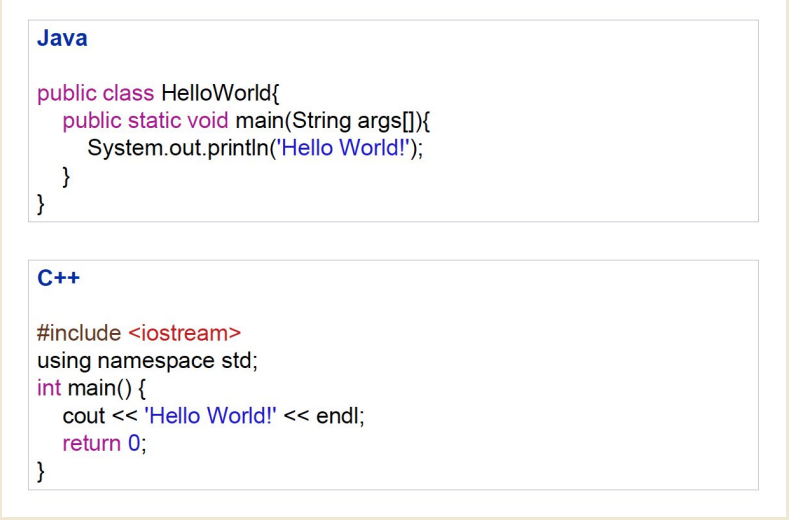 Java
public class HelloWorld{
public static void main(String args[]){
System.out.println('Hello World!');
}
}
C++
#include <iostream>
using namespace std;
int main() {
cout << 'Hello World!' << endl;
return 0;
}